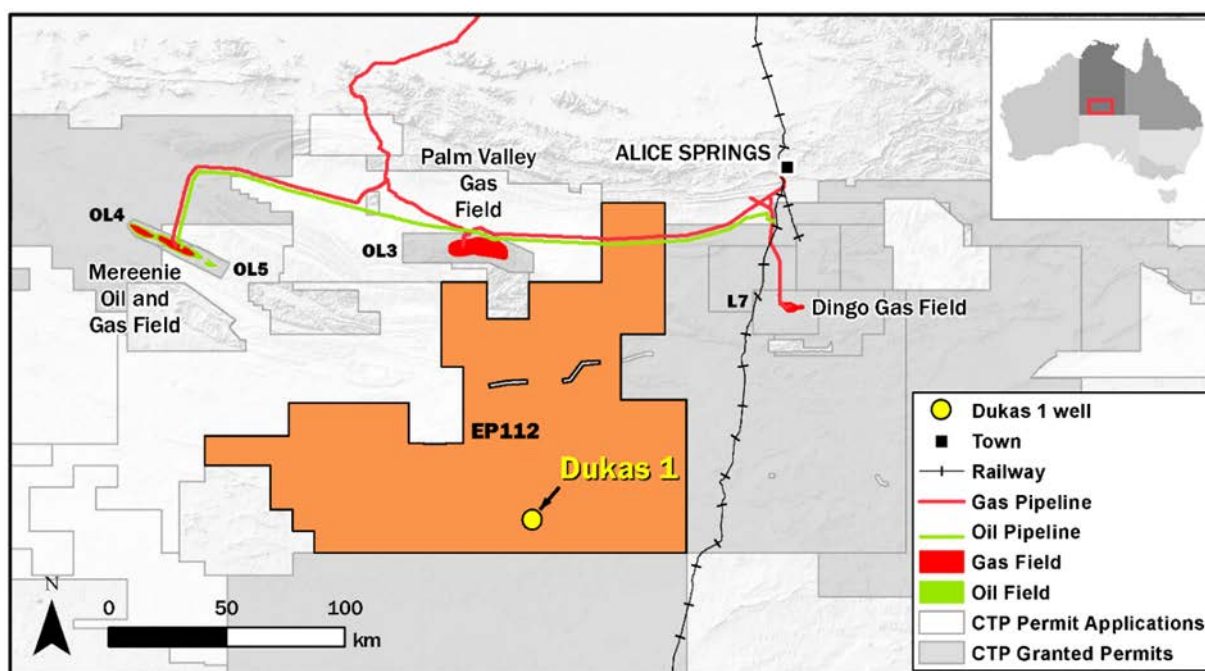 ALICE SPRINGS
Palm Valley
Gas
Field
OL4
OL3
OL5
Mereenie
Oil and
Gas Field
L7
Dingo Gas Field
EP112
Dukas 1
N
0 50 100
km
Dukas 1 well
Town
Railway
Gas Pipeline
Oil Pipeline
Gas Field
Oil Field
CTP Permit Applications
CTP Granted Permits